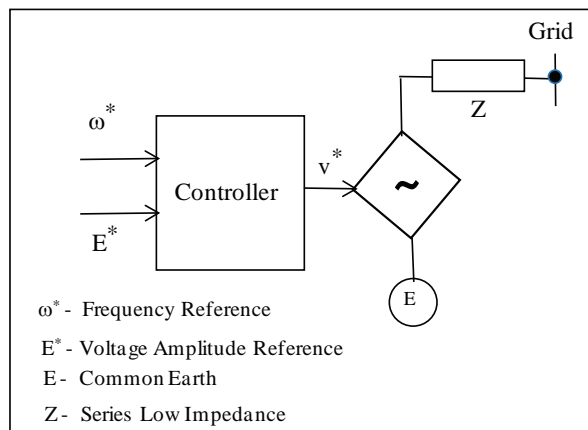 Grid
Z
ω*
v*
Controller
~
E*
E
ω* - Frequency Reference
E* - Voltage Amplitude Reference
E - Common Earth
Z - Series Low Impedance